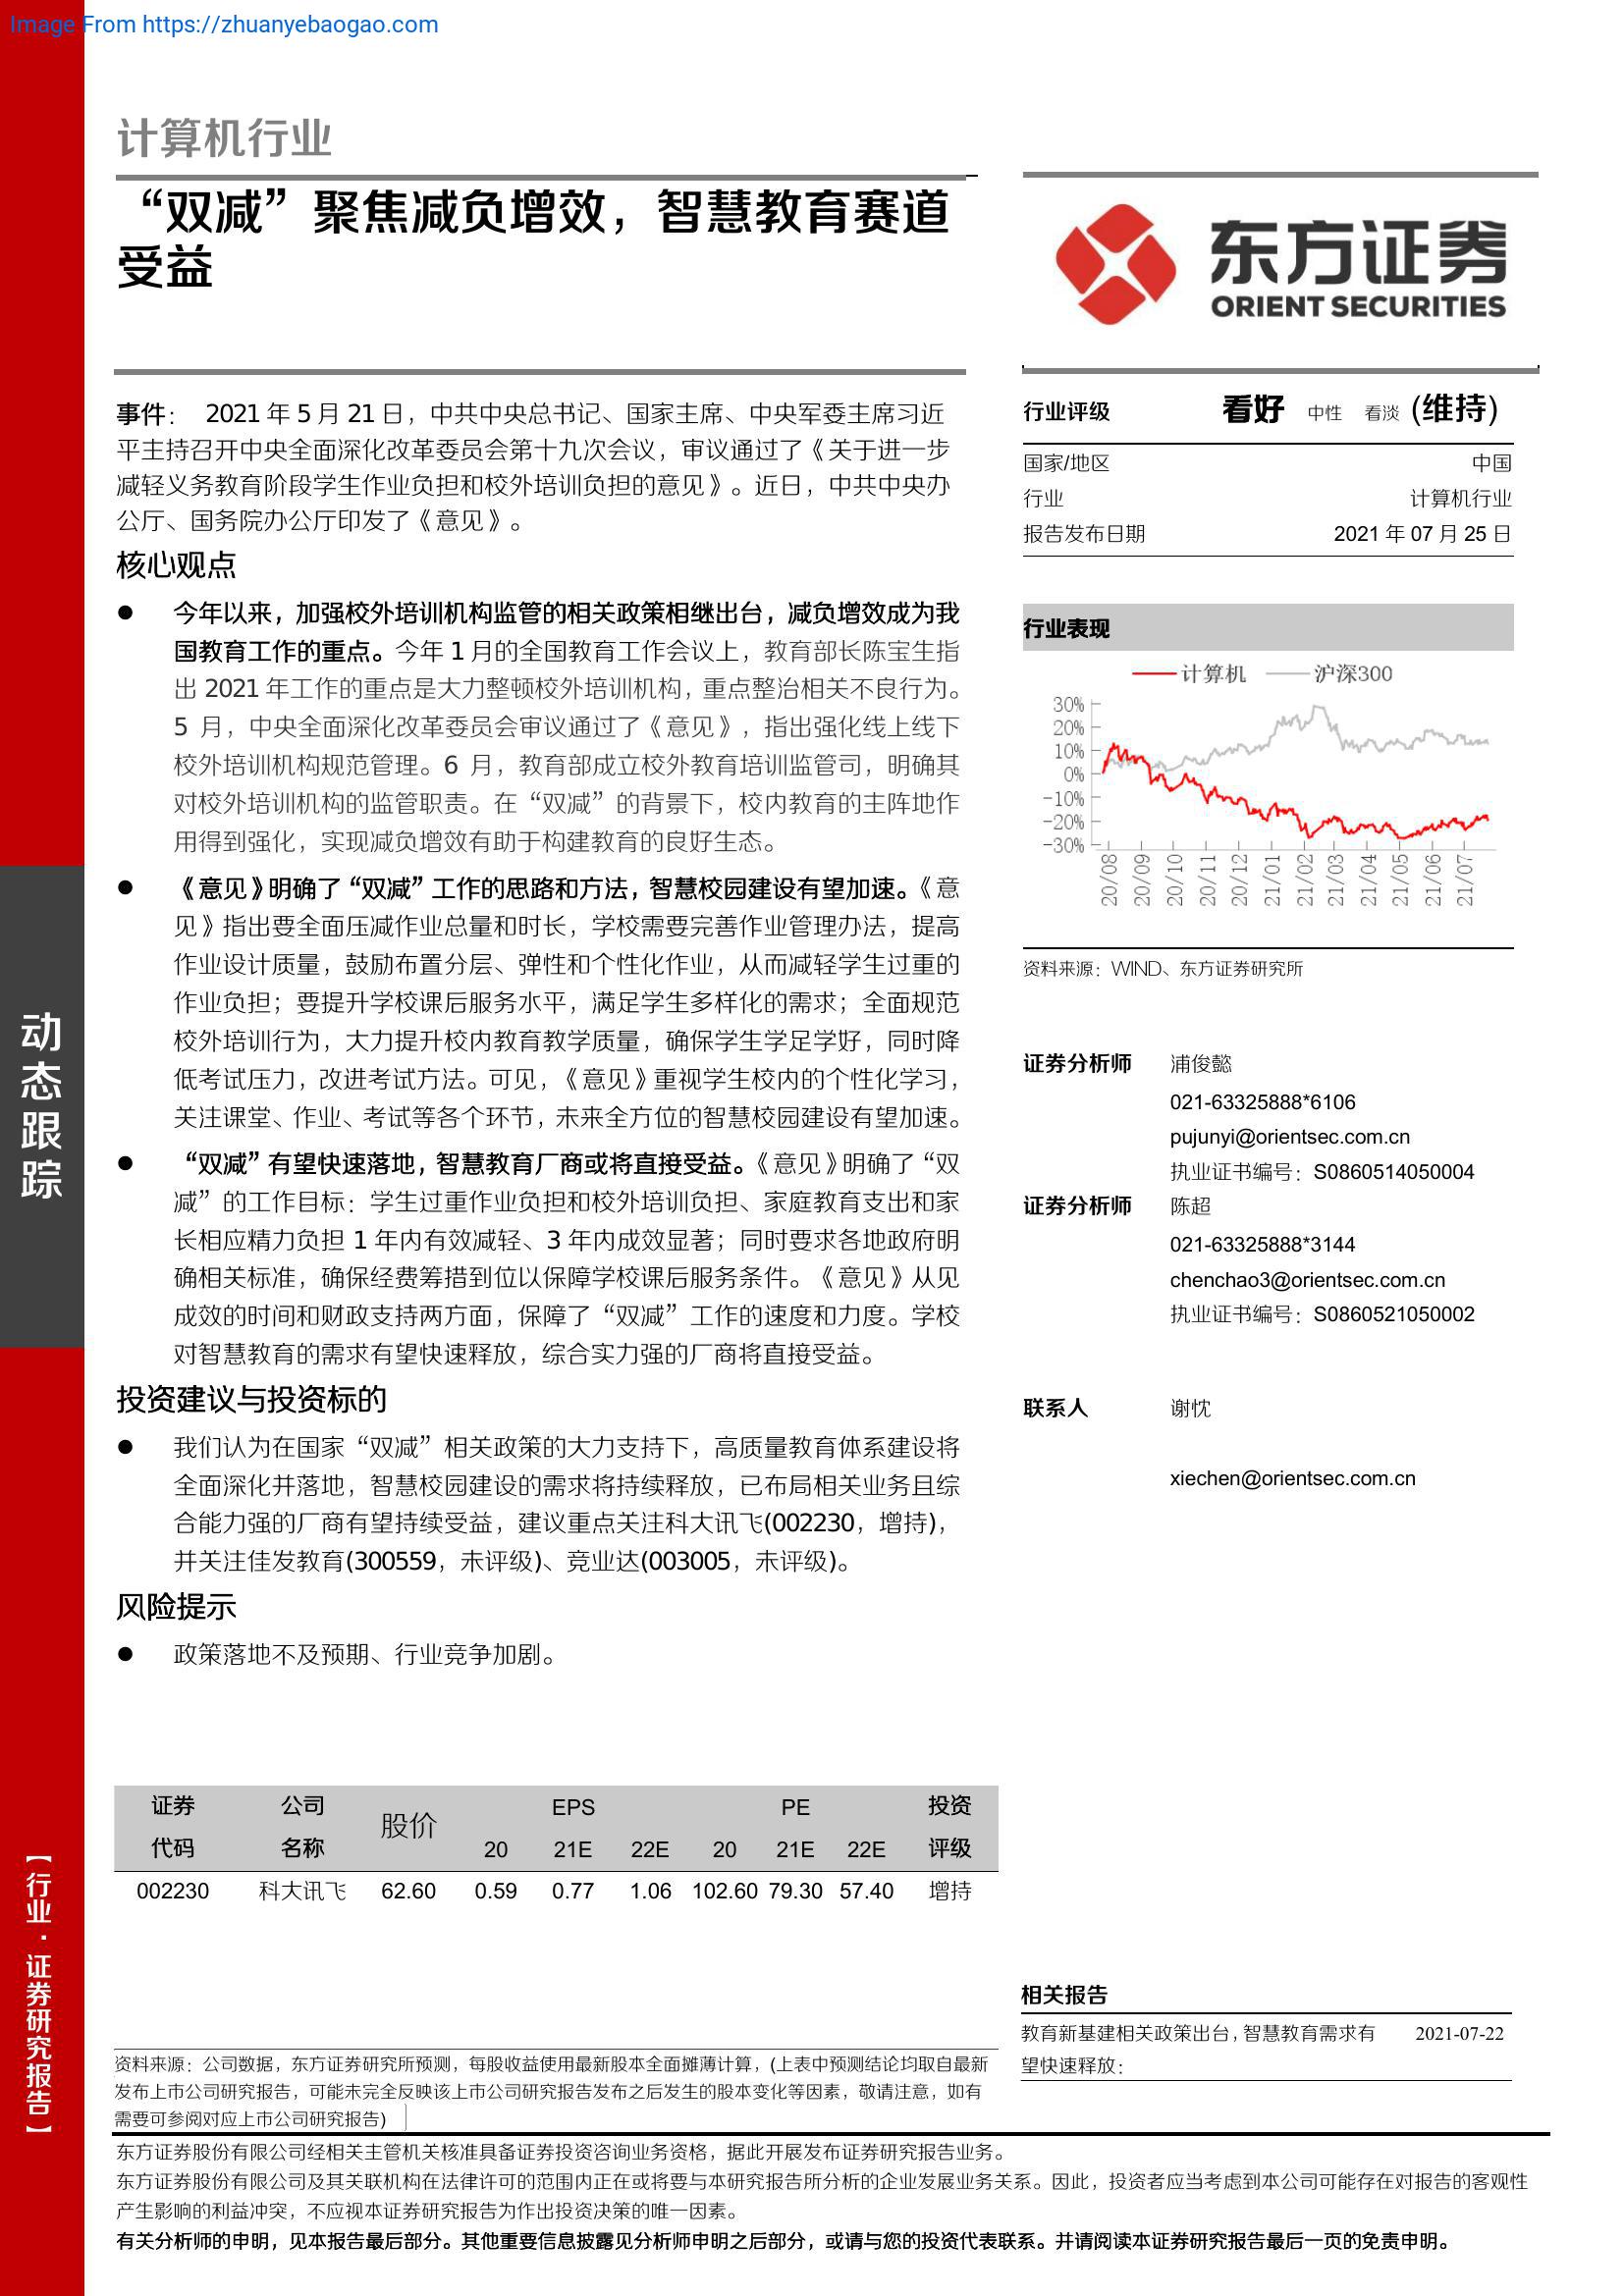 Image From https://zhuanyebaogao.com
计算机行业
“双减”聚焦减负增效，智慧教育赛道
受益
东方证券
ORIENT SECURITIES
事件： 2021 年 5 月 21 日，中共中央总书记、国家主席、中央军委主席习近
平主持召开中央全面深化改革委员会第十九次会议，审议通过了《关于进一步
减轻义务教育阶段学生作业负担和校外培训负担的意见》。近日，中共中央办
公厅、国务院办公厅印发了《意见》。
核心观点
● 今年以来，加强校外培训机构监管的相关政策相继出台，减负增效成为我
国教育工作的重点。今年 1 月的全国教育工作会议上，教育部长陈宝生指
出 2021 年工作的重点是大力整顿校外培训机构，重点整治相关不良行为。
5 月，中央全面深化改革委员会审议通过了《意见》，指出强化线上线下
校外培训机构规范管理。6 月，教育部成立校外教育培训监管司，明确其
对校外培训机构的监管职责。在“双减”的背景下，校内教育的主阵地作
用得到强化，实现减负增效有助于构建教育的良好生态。
● 《意见》明确了“双减”工作的思路和方法，智慧校园建设有望加速。《意
见》指出要全面压减作业总量和时长，学校需要完善作业管理办法，提高
作业设计质量，鼓励布置分层、弹性和个性化作业，从而减轻学生过重的
作业负担；要提升学校课后服务水平，满足学生多样化的需求；全面规范
校外培训行为，大力提升校内教育教学质量，确保学生学足学好，同时降
低考试压力，改进考试方法。可见，《意见》重视学生校内的个性化学习，
关注课堂、作业、考试等各个环节，未来全方位的智慧校园建设有望加速。
● “双减”有望快速落地，智慧教育厂商或将直接受益。《意见》明确了“双
减”的工作目标：学生过重作业负担和校外培训负担、家庭教育支出和家
长相应精力负担 1 年内有效减轻、3 年内成效显著；同时要求各地政府明
确相关标准，确保经费筹措到位以保障学校课后服务条件。《意见》从见
成效的时间和财政支持两方面，保障了“双减”工作的速度和力度。学校
对智慧教育的需求有望快速释放，综合实力强的厂商将直接受益。
投资建议与投资标的
● 我们认为在国家“双减”相关政策的大力支持下，高质量教育体系建设将
全面深化并落地，智慧校园建设的需求将持续释放，已布局相关业务且综
合能力强的厂商有望持续受益，建议重点关注科大讯飞(002230，增持)，
并关注佳发教育(300559，未评级)、竞业达(003005，未评级)。
风险提示
● 政策落地不及预期、行业竞争加剧。
证券 公司 股价 EPS PE 投资
代码 名称 20 21E 22E 20 21E 22E 评级
002230 科大讯飞 62.60 0.59 0.77 1.06 102.60 79.30 57.40 增持
资料来源：公司数据，东方证券研究所预测，每股收益使用最新股本全面摊薄计算，(上表中预测结论均取自最新
发布上市公司研究报告，可能未完全反映该上市公司研究报告发布之后发生的股本变化等因素，敬请注意，如有
需要可参阅对应上市公司研究报告)
行业评级 看好 中性 看淡 (维持)
国家/地区 中国
行业 计算机行业
报告发布日期 2021 年 07 月 25 日
行业表现
计算机 沪深300
30%
20%
10%
0%
-10%
-20%
-30%
20/08 20/09 20/10 20/11 20/12 21/01 21/02 21/03 21/04 21/05 21/06 21/07
资料来源：WIND、东方证券研究所
证券分析师 浦俊懿
021-63325888*6106
pujunyi@orientsec.com.cn
执业证书编号：S0860514050004
证券分析师 陈超
021-63325888*3144
chenchao3@orientsec.com.cn
执业证书编号：S0860521050002
联系人 谢忱
xiechen@orientsec.com.cn
相关报告
教育新基建相关政策出台，智慧教育需求有 2021-07-22
望快速释放：
动态跟踪
【行业·证券研究报告】
东方证券股份有限公司经相关主管机关核准具备证券投资咨询业务资格，据此开展发布证券研究报告业务。
东方证券股份有限公司及其关联机构在法律许可的范围内正在或将要与本研究报告所分析的企业发展业务关系。因此，投资者应当考虑到本公司可能存在对报告的客观性
产生影响的利益冲突，不应视本证券研究报告为作出投资决策的唯一因素。
有关分析师的申明，见本报告最后部分。其他重要信息披露见分析师申明之后部分，或请与您的投资代表联系。并请阅读本证券研究报告最后一页的免责申明。